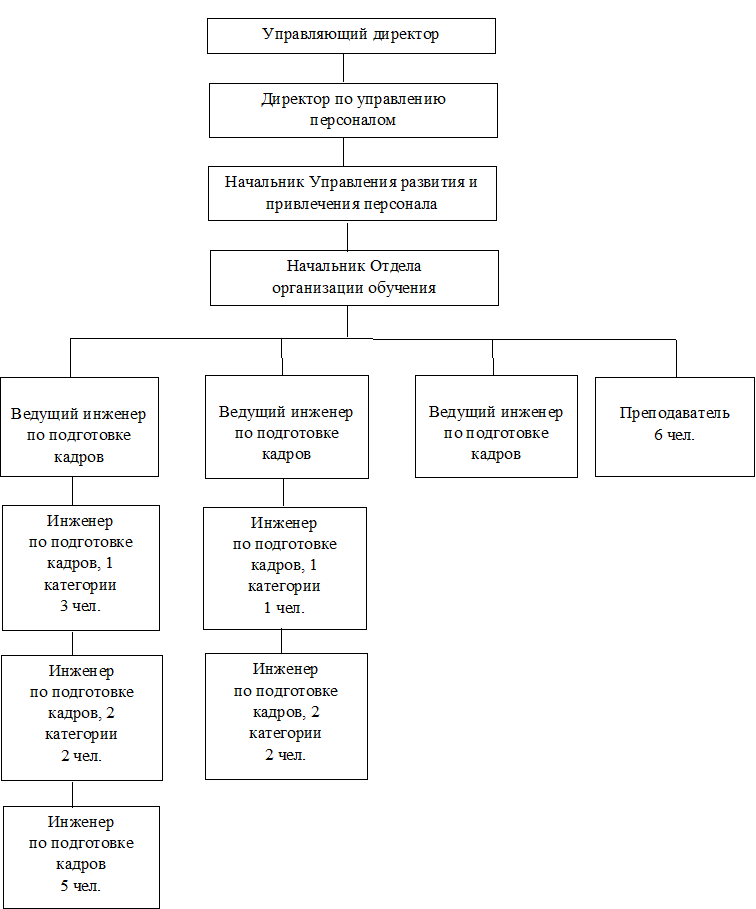 Управляющий директор
Директор по управлению
персоналом
Начальник Управления развития и
привлечения персонала
Начальник Отдела
организации обучения
Ведущий инженер
по подготовке
кадров
Ведущий инженер
по подготовке
кадров
Ведущий инженер
по подготовке
кадров
Преподаватель
6 чел.
Инженер
по подготовке
кадров, 1
категории
3 чел.
Инженер
по подготовке
кадров, 1
категории
1 чел.
Инженер
по подготовке
кадров, 2
категории
2 чел.
Инженер
по подготовке
кадров, 2
категории
2 чел.
Инженер
по подготовке
кадров
5 чел.